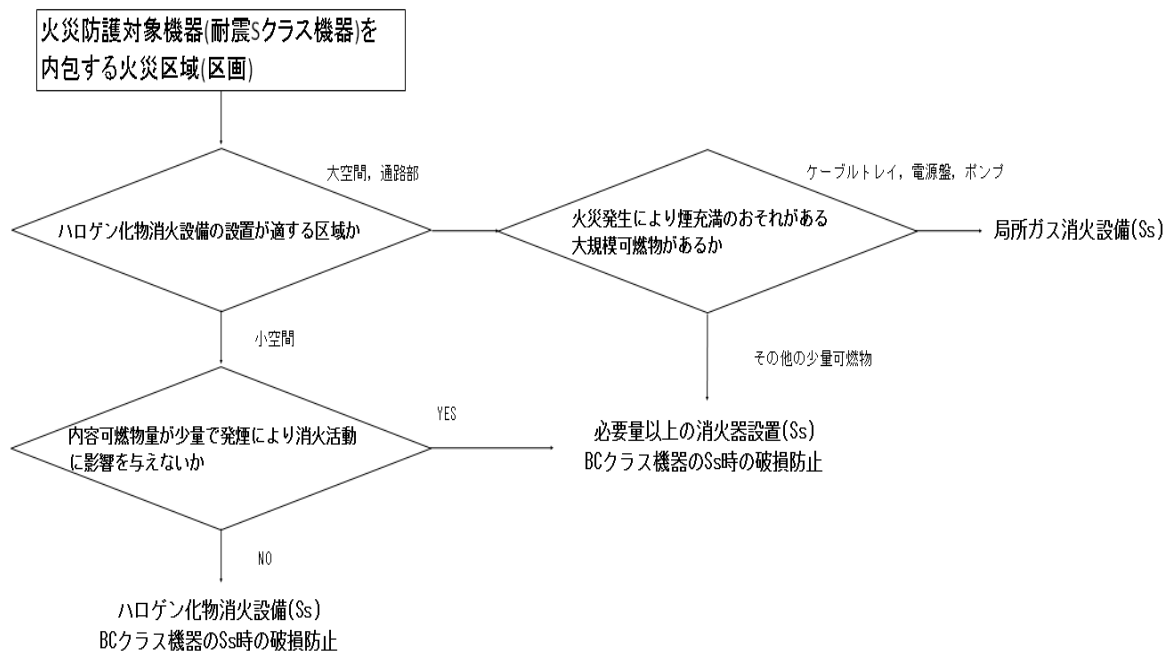 火災防護対象機器(耐震Sクラス機器)を
内包する火災区域(区画)
大空間，通路部
ハロゲン化物消火設備の設置が適する区域か
ケーブルトレイ，電源盤，ポンプ
火災発生により煙充満のおそれがある
大規模可燃物があるか
局所ガス消火設備(Ss)
小空間
その他の少量可燃物
内容可燃物量が少量で発煙により消火活動
に影響を与えないか
YES
必要量以上の消火器設置(Ss)
BCクラス機器のSs時の破損防止
NO
ハロゲン化物消火設備(Ss)
BCクラス機器のSs時の破損防止